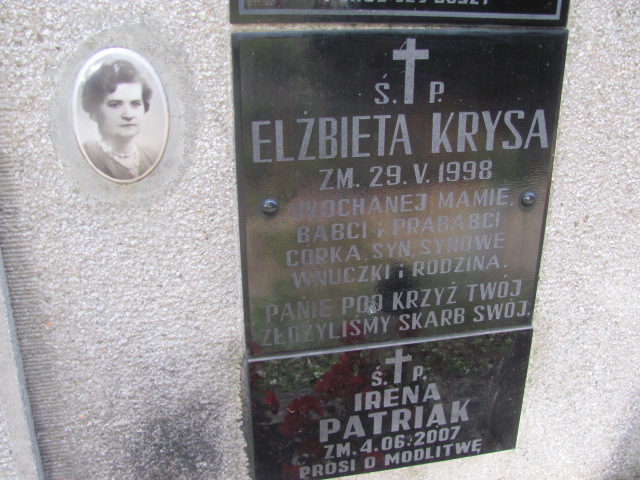 Ś. P.
ELŻBIETA KRYSA
ZM. 29. V. 1998
UKOCHANEJ MAMIE,
BABCI i PRABABCI
CÓRKA, SYN, SYNOWE
WNUCZKI i RODZINA.
PANIE POD KRZYŻ TWÓJ
ZŁOŻYLIŚMY SKARB SWÓJ.
Ś. P.
IRENA
PATRIAK
ZM. 4.06.2007
PROSI O MODLITWĘ